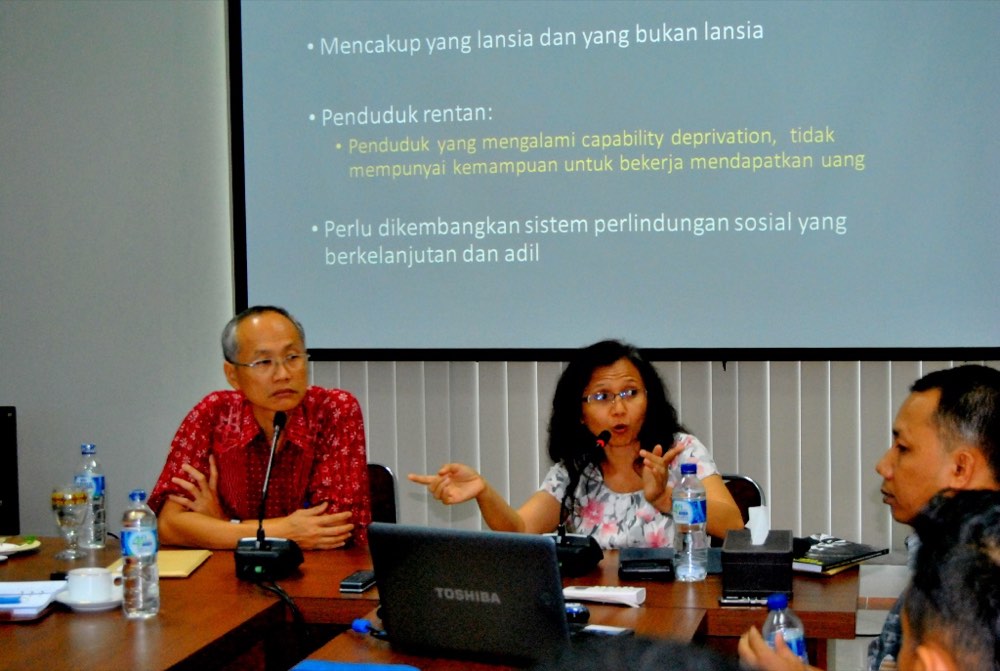 • Mencakup yang lansia dan yang bukan lansia
• Penduduk rentan:
• Penduduk yang mengalami capability deprivation, tidak
mempunyai kemampuan untuk bekerja mendapatkan uang
• Perlu dikembangkan sistem perlindungan sosial yang
berkelanjutan dan adil
TOSHIBA